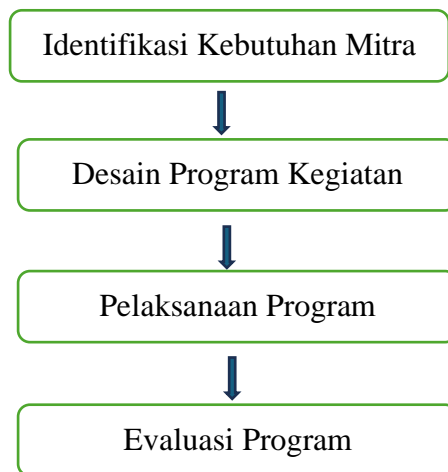 Identifikasi Kebutuhan Mitra
Desain Program Kegiatan
Pelaksanaan Program
Evaluasi Program